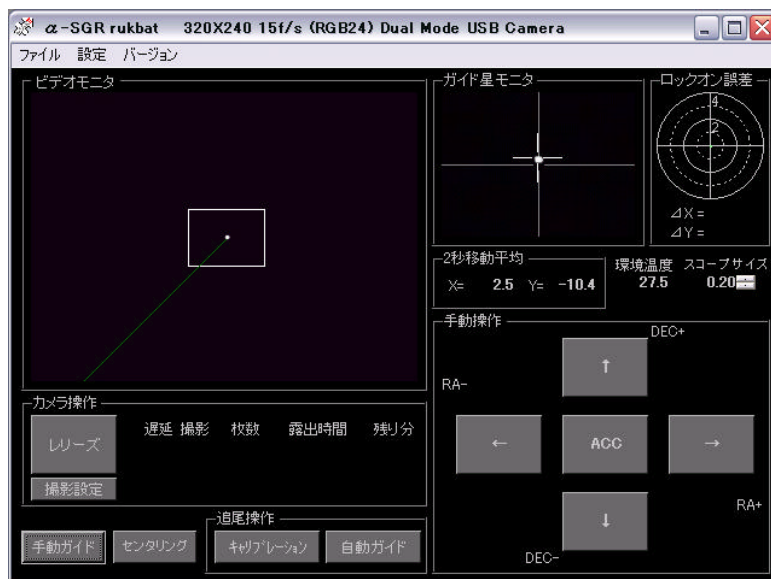 α-SGR rukbat 320X240 15f/s (RGB24) Dual Mode USB Camera
ファイル 設定 バージョン
ビデオモニタ
ガイド星モニタ
ロックオン誤差
4
2
⊿X=
⊿Y=
2秒移動平均
X= 2.5 Y= -10.4
環境温度 スコープサイズ
27.5 0.20
手動操作
DEC+
RA-
↑
← ACC →
↓
RA+
DEC-
カメラ操作
レリーズ
遅延 撮影 枚数 露出時間 残り分
撮影設定
追尾操作
手動ガイド センタリング キャリブレーション 自動ガイド